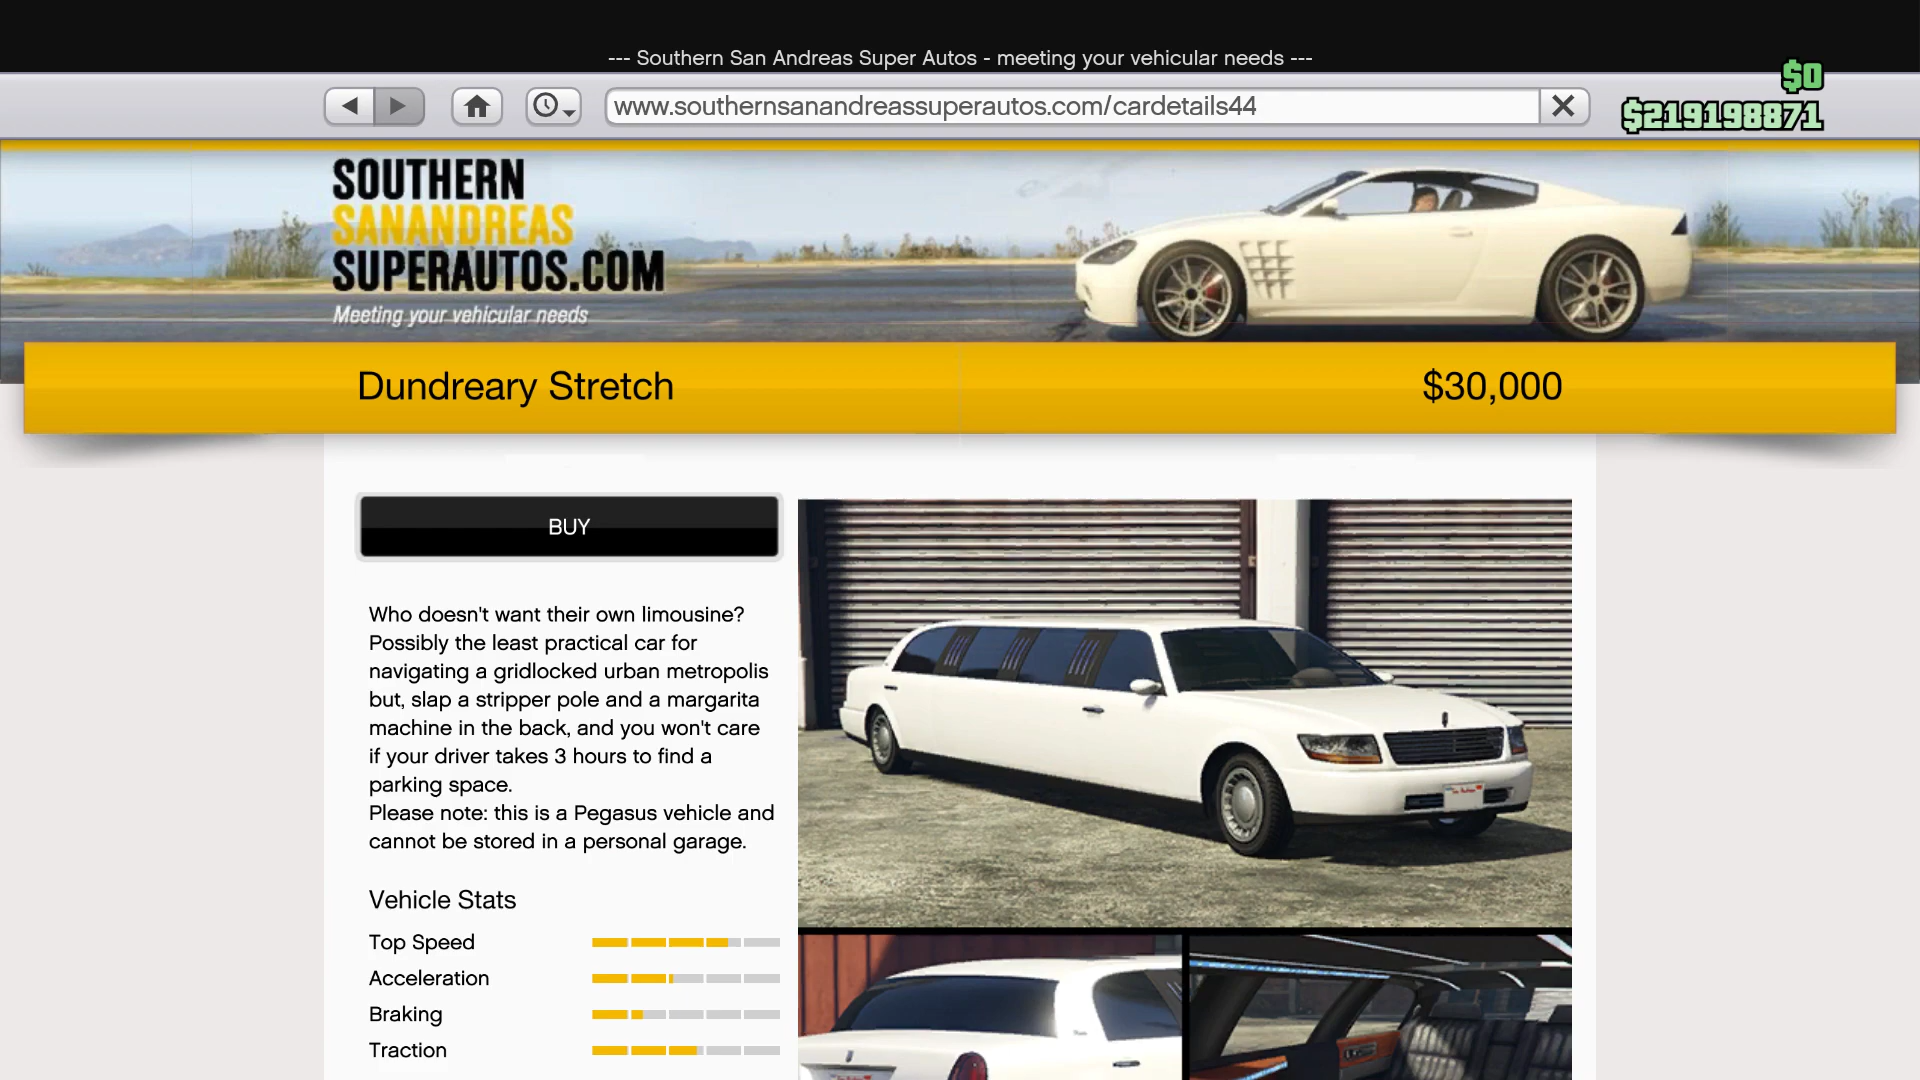 --- Southern San Andreas Super Autos - meeting your vehicular needs ---
$0
www.southernsanandreassuperautos.com/cardetails44
$219198871
SOUTHERN
SANANDREAS
SUPERAUTOS.COM
Meeting your vehicular needs
Dundreary Stretch
$30,000
BUY
Who doesn't want their own limousine?
Possibly the least practical car for
navigating a gridlocked urban metropolis
but, slap a stripper pole and a margarita
machine in the back, and you won't care
if your driver takes 3 hours to find a
parking space.
Please note: this is a Pegasus vehicle and
cannot be stored in a personal garage.
Vehicle Stats
Top Speed
Acceleration
Braking
Traction